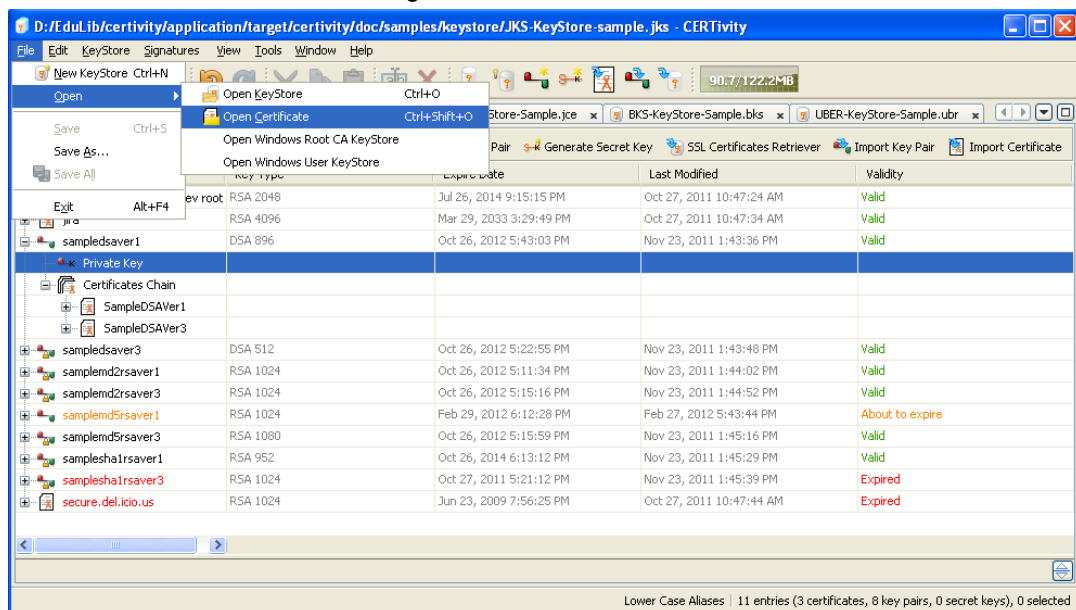 D:/EduLib/certivity/application/target/certivity/doc/samples/keystore/JKS-KeyStore-sample.jks - CERTivity
File Edit KeyStore Signatures View Tools Window Help
New KeyStore Ctrl+N
90.7/122.2MB
Open
Open KeyStore Ctrl+O
Open Certificate Ctrl+Shift+O
Store-Sample.jce BKS-KeyStore-Sample.bks UBER-KeyStore-Sample.ubr
Save Ctrl+S
Open Windows Root CA KeyStore
Pair Generate Secret Key SSL Certificates Retriever Import Key Pair Import Certificate
Save As...
Open Windows User KeyStore
Save All
Key Type Expire Date Last Modified Validity
Exit Alt+F4
ev root RSA 2048 Jul 26, 2014 9:15:15 PM Oct 27, 2011 10:47:24 AM Valid
jira RSA 4096 Mar 29, 2033 3:29:49 PM Oct 27, 2011 10:47:34 AM Valid
sampledsaver1 DSA 896 Oct 26, 2012 5:43:03 PM Nov 23, 2011 1:43:36 PM Valid
Private Key
Certificates Chain
SampleDSAVer1
SampleDSAVer3
sampledsaver3 DSA 512 Oct 26, 2012 5:22:55 PM Nov 23, 2011 1:43:48 PM Valid
samplemd2rsaver1 RSA 1024 Oct 26, 2012 5:11:34 PM Nov 23, 2011 1:44:02 PM Valid
samplemd2rsaver3 RSA 1024 Oct 26, 2012 5:15:16 PM Nov 23, 2011 1:44:52 PM Valid
samplemd5rsaver1 RSA 1024 Feb 29, 2012 6:12:28 PM Feb 27, 2012 5:43:44 PM About to expire
samplemd5rsaver3 RSA 1080 Oct 26, 2012 5:15:59 PM Nov 23, 2011 1:45:16 PM Valid
samplesha1rsaver1 RSA 952 Oct 26, 2014 6:13:12 PM Nov 23, 2011 1:45:29 PM Valid
samplesha1rsaver3 RSA 1024 Oct 27, 2011 5:21:12 PM Nov 23, 2011 1:45:39 PM Expired
secure.del.icio.us RSA 1024 Jun 23, 2009 7:56:25 PM Oct 27, 2011 10:47:44 AM Expired
Lower Case Aliases 11 entries (3 certificates, 8 key pairs, 0 secret keys), 0 selected